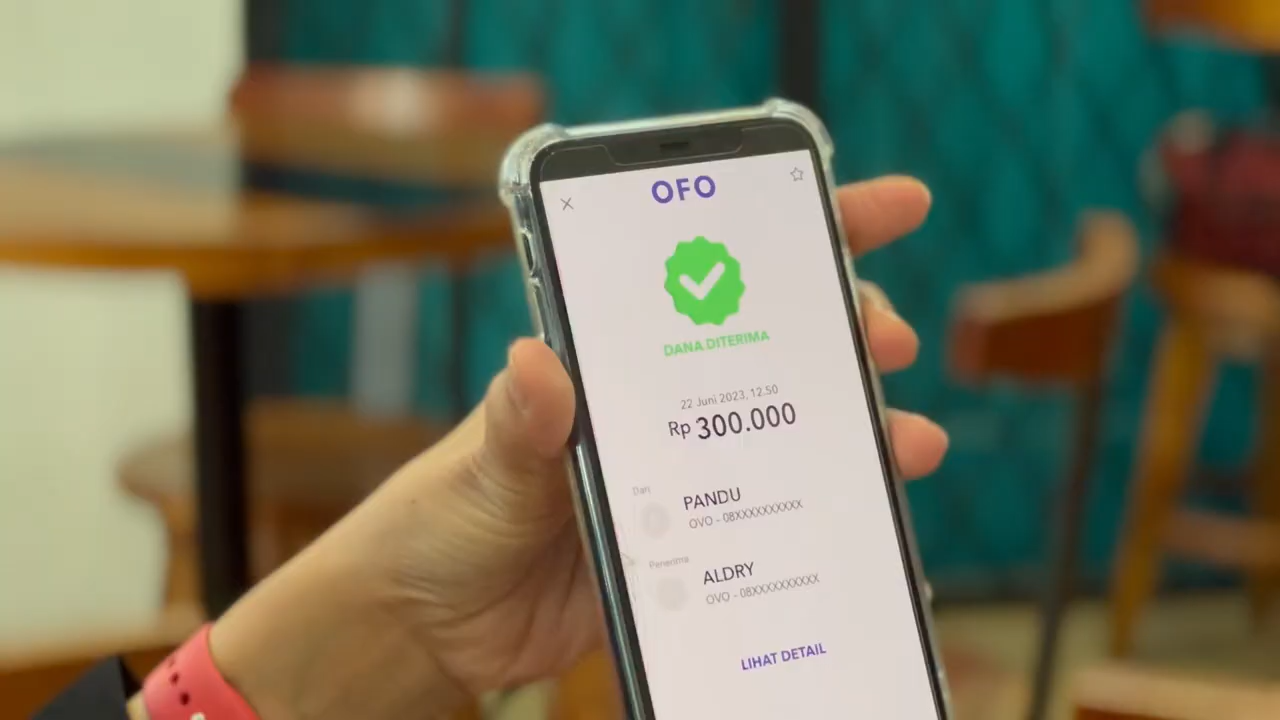 OFO
DANA DITERIMA
22 Juni 2023, 12.50
Rp 300.000
Dari
PANDU
OVO - 08XXXXXXXXXX
Penerima
ALDRY
OVO - 08XXXXXXXXXX
LIHAT DETAIL